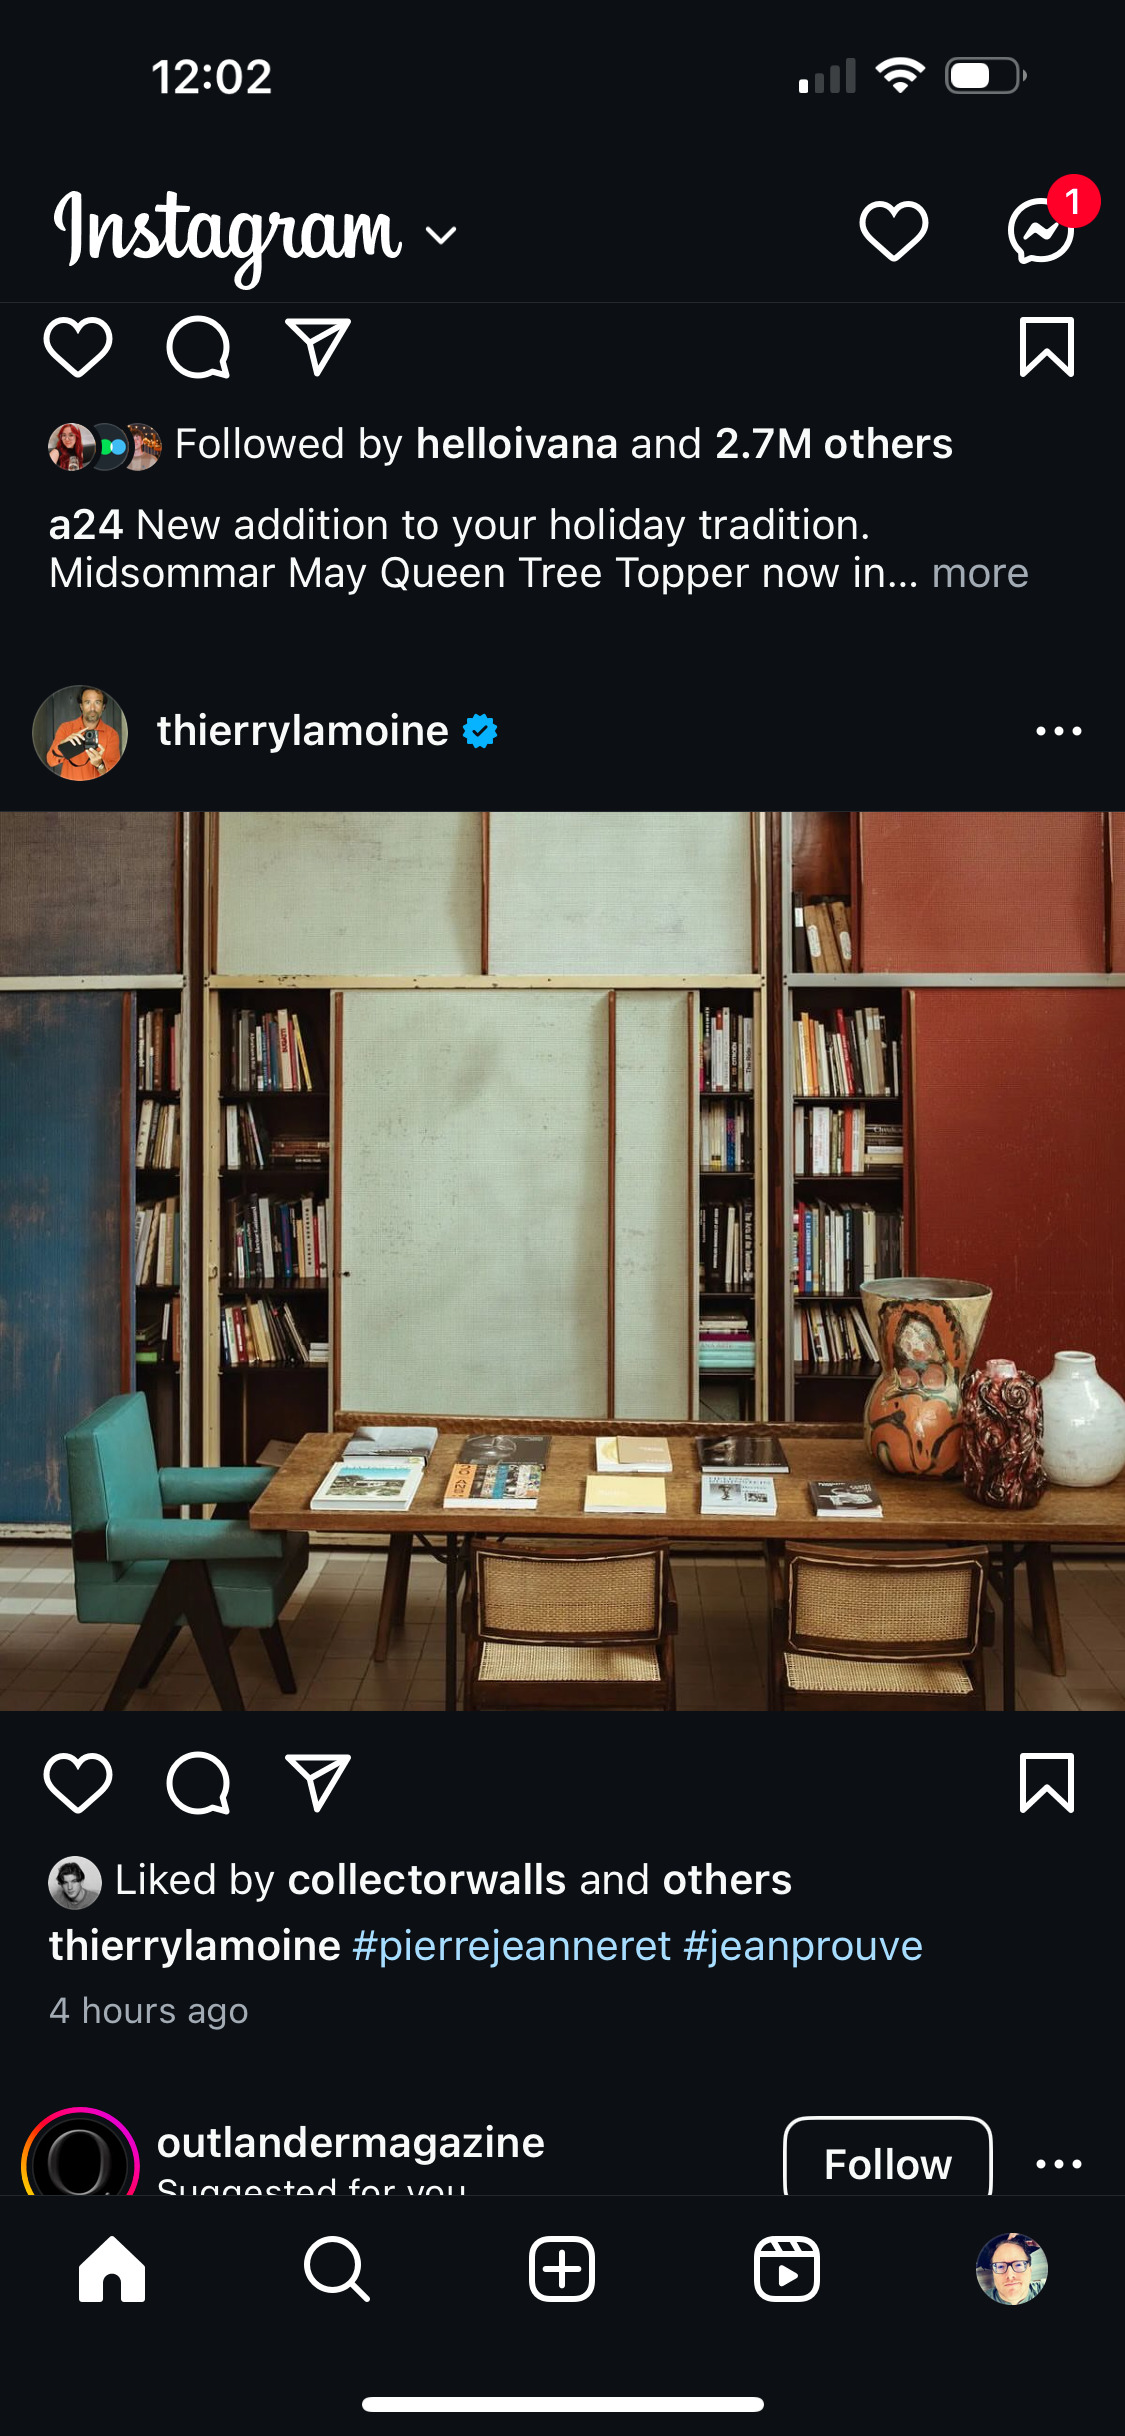 12:02
Instagram
1
Followed by helloivana and 2.7M others
a24 New addition to your holiday tradition.
Midsommar May Queen Tree Topper now in... more
thierrylamoine
20 ANS
Liked by collectorwalls and others
thierrylamoine #pierrejeanneret #jeanprouve
4 hours ago
outlandermagazine
Follow
Suggested for you